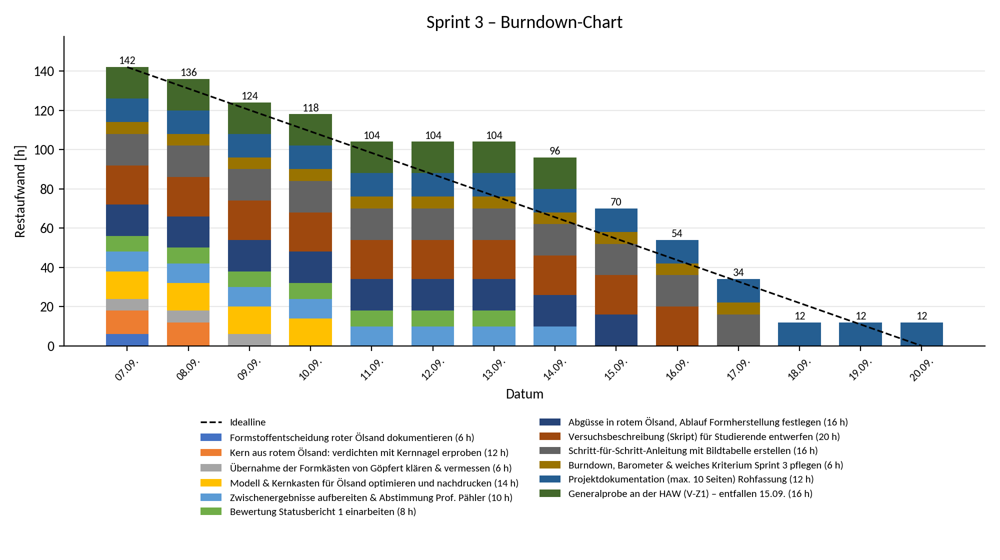 Sprint 3 – Burndown-Chart
Restaufwand [h]
140
120
100
80
60
40
20
0
142
136
124
118
104
104
104
96
70
54
34
12
12
12
07.09.
08.09.
09.09.
10.09.
11.09.
12.09.
13.09.
14.09.
15.09.
16.09.
17.09.
18.09.
19.09.
20.09.
Datum
Idealline
Formstoffentscheidung roter Ölsand dokumentieren (6 h)
Kern aus rotem Ölsand: verdichten mit Kernnagel erproben (12 h)
Übernahme der Formkästen von Göpfert klären & vermessen (6 h)
Modell & Kernkasten für Ölsand optimieren und nachdrucken (14 h)
Zwischenergebnisse aufbereiten & Abstimmung Prof. Pähler (10 h)
Bewertung Statusbericht 1 einarbeiten (8 h)
Abgüsse in rotem Ölsand, Ablauf Formherstellung festlegen (16 h)
Versuchsbeschreibung (Skript) für Studierende entwerfen (20 h)
Schritt-für-Schritt-Anleitung mit Bildtabelle erstellen (16 h)
Burndown, Barometer & weiches Kriterium Sprint 3 pflegen (6 h)
Projektdokumentation (max. 10 Seiten) Rohfassung (12 h)
Generalprobe an der HAW (V-Z1) – entfallen 15.09. (16 h)